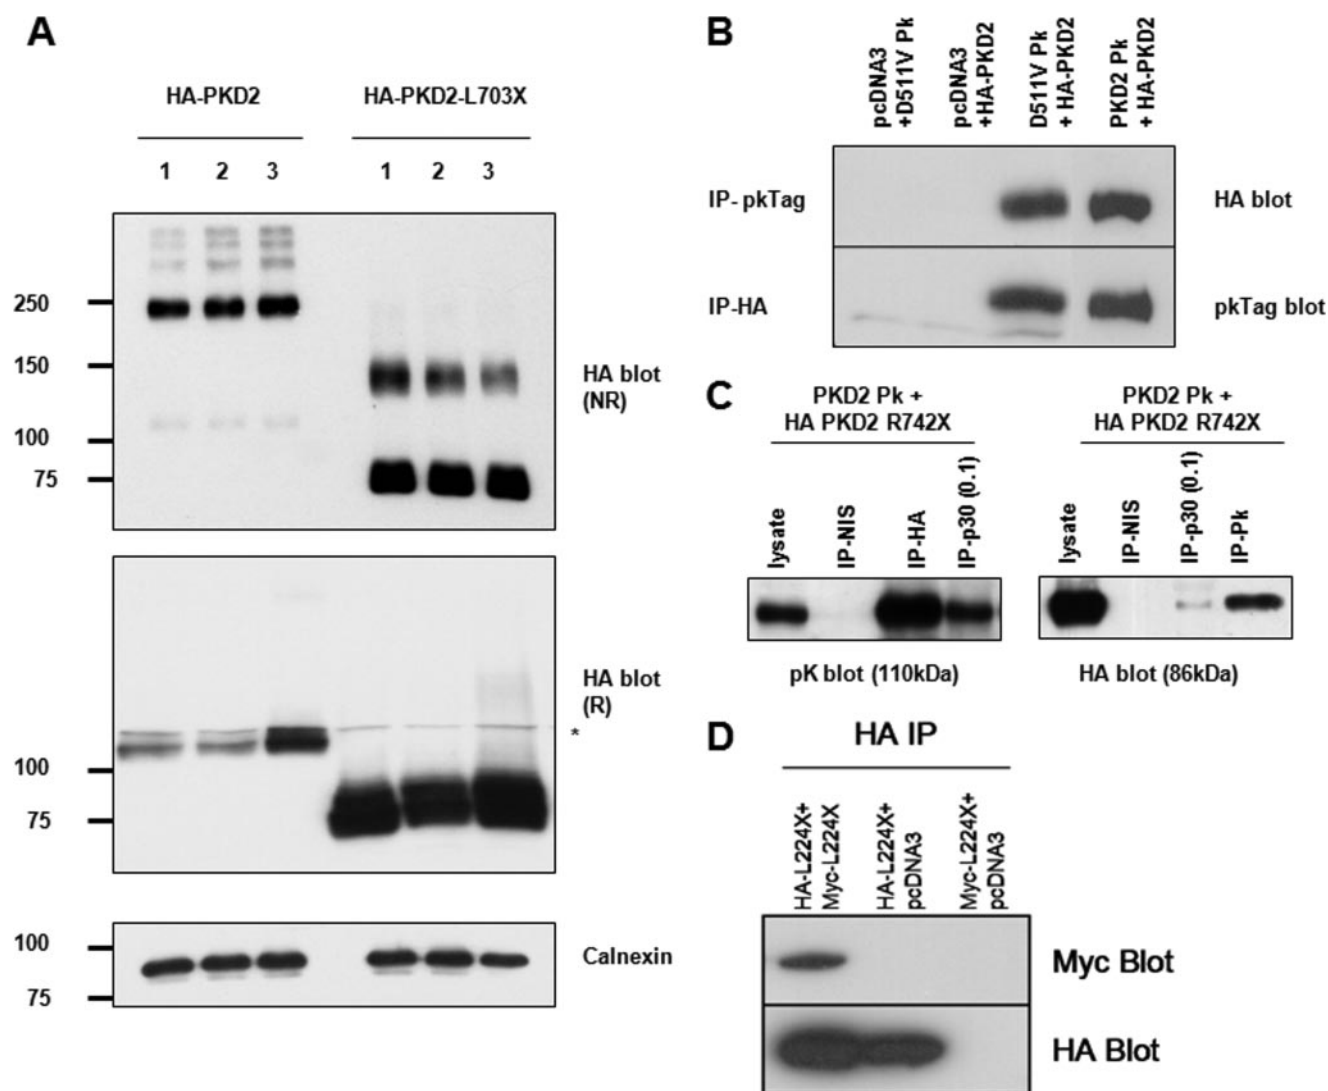 A
HA-PKD2
HA-PKD2-L703X
1 2 3 1 2 3
250
150
100
75
HA blot
(NR)
HA blot
(R)
*
100
75
100
75
Calnexin
B
pcDNA3
+D511V Pk
pcDNA3
+HA-PKD2
D511V Pk
+ HA-PKD2
PKD2 Pk
+ HA-PKD2
IP- pkTag
HA blot
IP-HA
pkTag blot
C
PKD2 Pk +
HA PKD2 R742X
lysate
IP-NIS
IP-HA
IP-p30 (0.1)
pK blot (110kDa)
PKD2 Pk +
HA PKD2 R742X
lysate
IP-NIS
IP-p30 (0.1)
IP-Pk
HA blot (86kDa)
D
HA IP
HA-L224X+
Myc-L224X
HA-L224X+
pcDNA3
Myc-L224X+
pcDNA3
Myc Blot
HA Blot